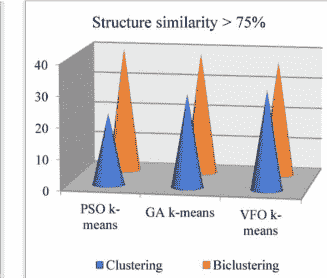 Structure similarity > 75%
40
30
20
10
0
PSO k-
means
GA k-means
VFO k-
means
Clustering
Biclustering